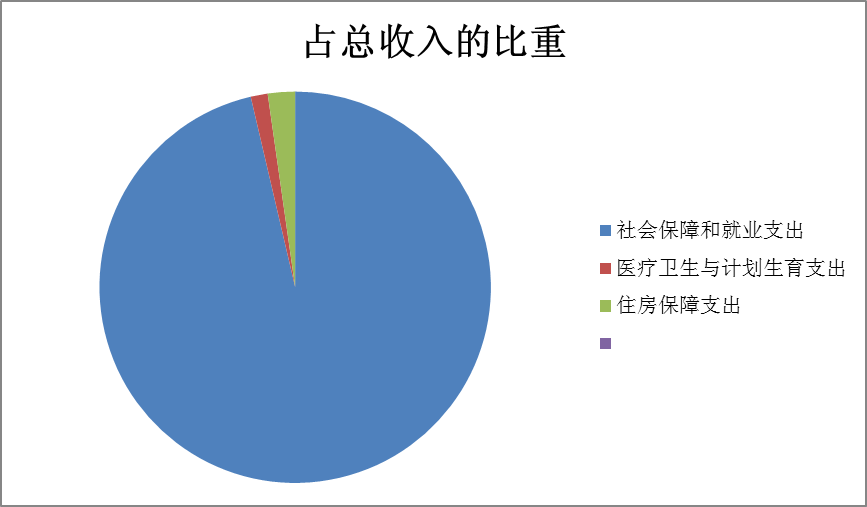 占总收入的比重
社会保障和就业支出
医疗卫生与计划生育支出
住房保障支出